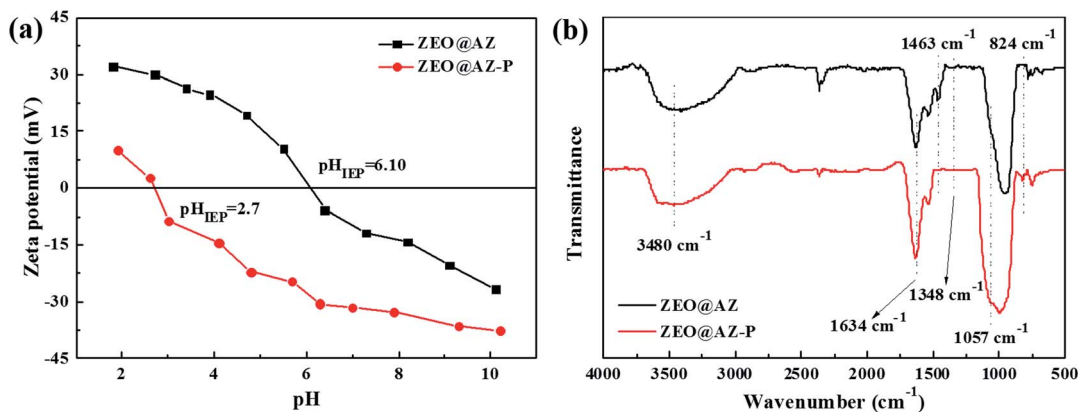 (a)
ZEO@AZ
ZEO@AZ-P
pH_IEP=6.10
pH_IEP=2.7
Zeta potential (mV)
45
30
15
0
-15
-30
-45
2
4
6
8
10
pH
(b)
1463 cm⁻¹
824 cm⁻¹
3480 cm⁻¹
1634 cm⁻¹
1348 cm⁻¹
1057 cm⁻¹
ZEO@AZ
ZEO@AZ-P
Transmittance
4000
3500
3000
2500
2000
1500
1000
500
Wavenumber (cm⁻¹)